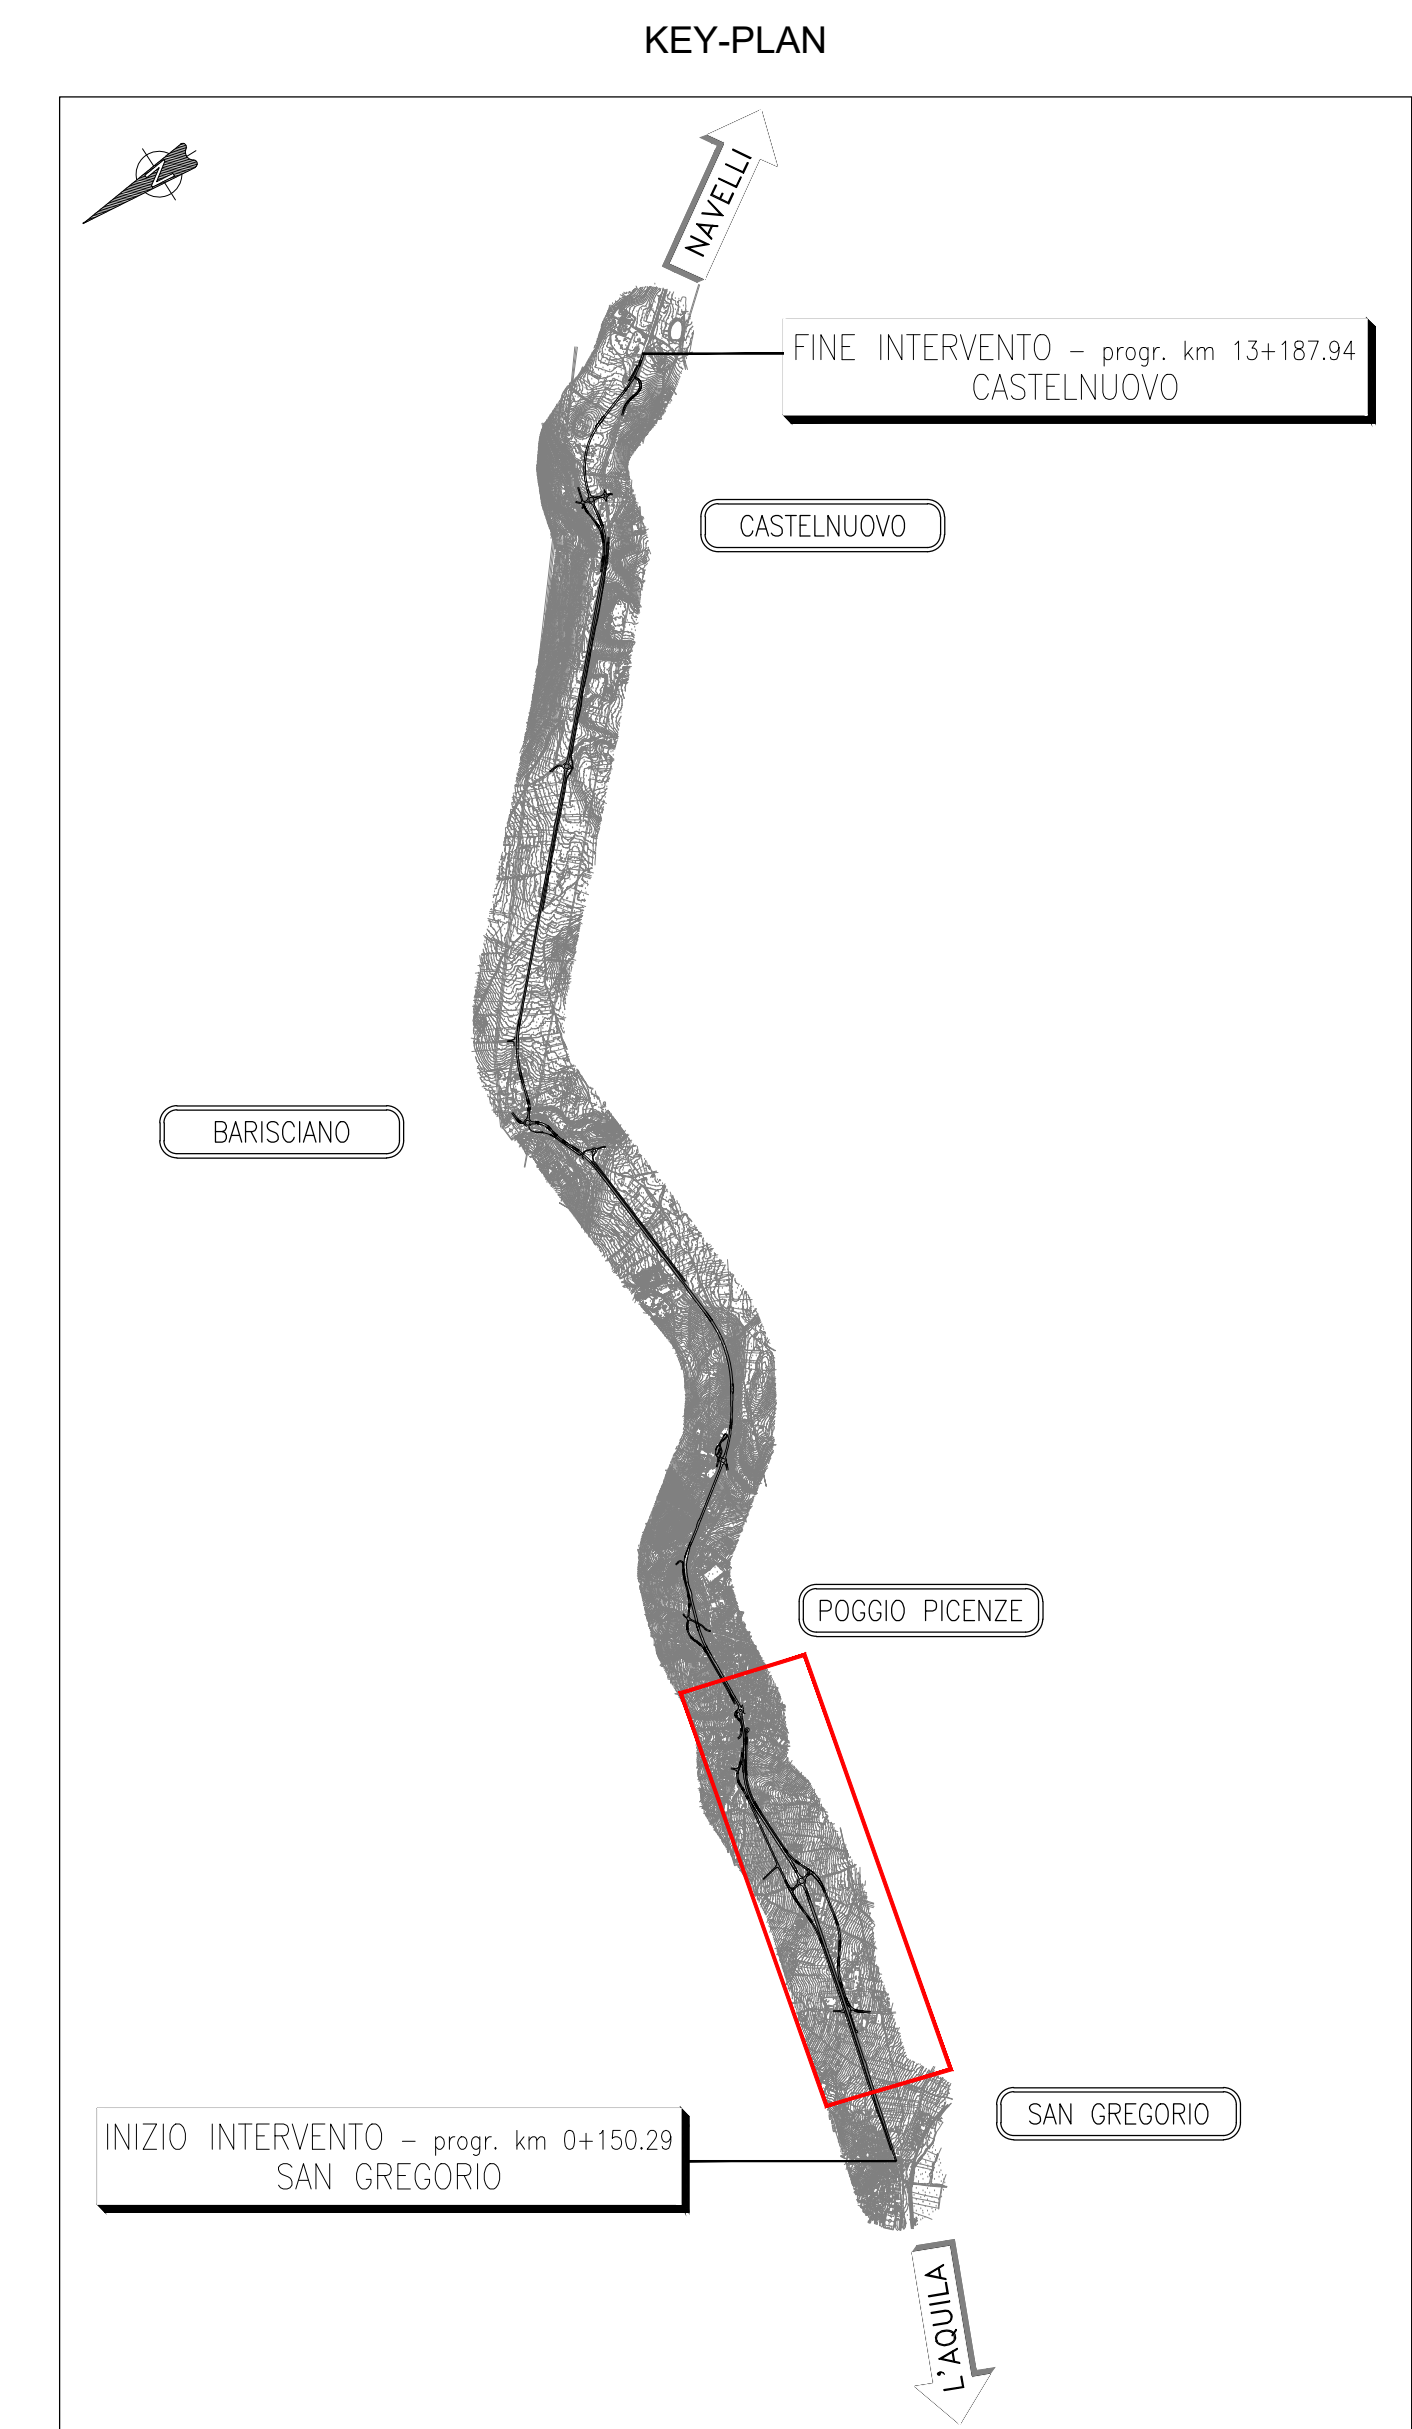 KEY-PLAN
N
NAVELLI
FINE INTERVENTO – progr. km 13+187.94
CASTELNUOVO
CASTELNUOVO
BARISCIANO
POGGIO PICENZE
SAN GREGORIO
INIZIO INTERVENTO – progr. km 0+150.29
SAN GREGORIO
L'AQUILA